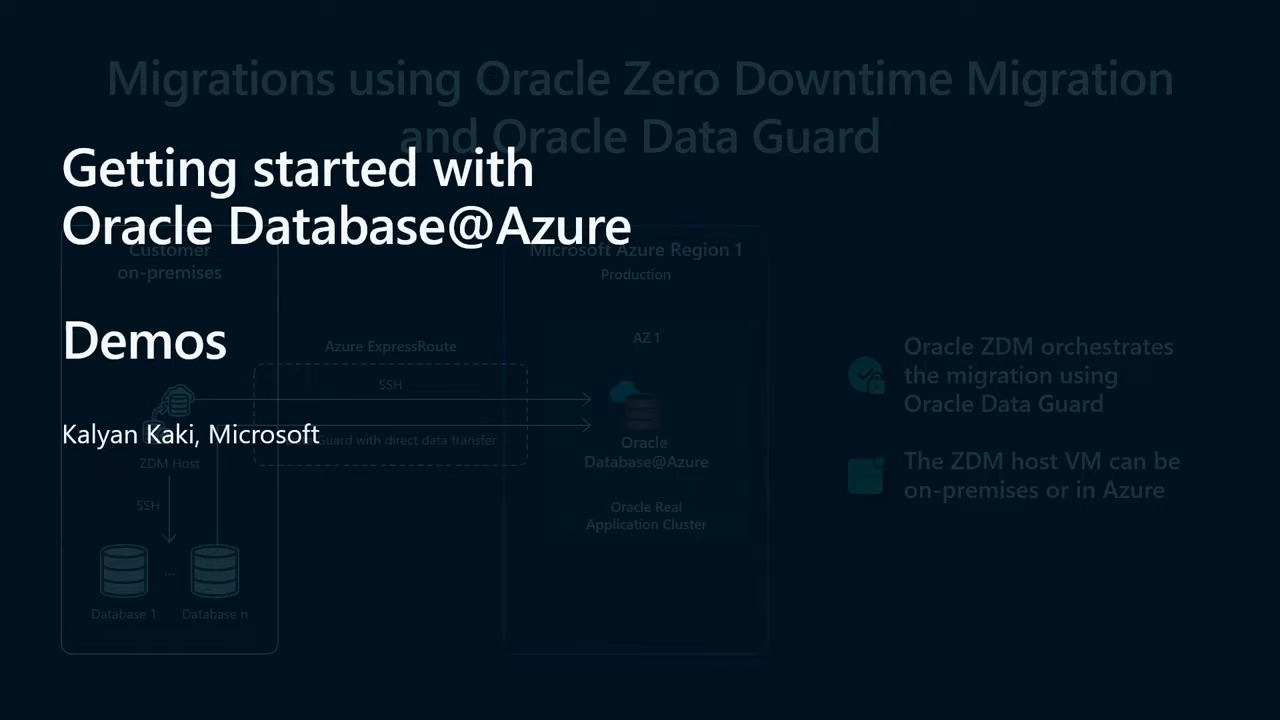 Migrations using Oracle Zero Downtime Migration
and Oracle Data Guard
Getting started with
Oracle Database@Azure
Demos
Kalyan Kaki, Microsoft
Customer
on-premises
ZDM Host
SSH
Database 1
...
Database n
Azure ExpressRoute
SSH
Guard with direct data transfer
Microsoft Azure Region 1
Production
AZ 1
Oracle
Database@Azure
Oracle Real
Application Cluster
Oracle ZDM orchestrates
the migration using
Oracle Data Guard
The ZDM host VM can be
on-premises or in Azure